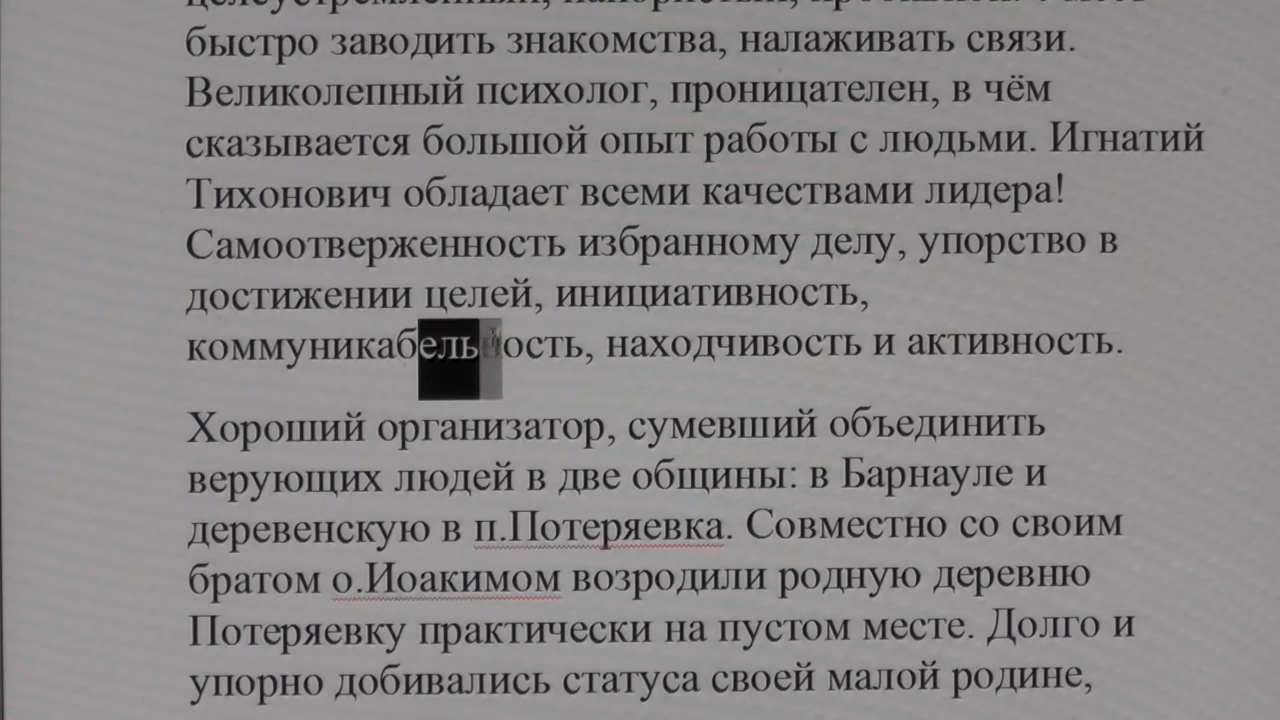 быстро заводить знакомства, налаживать связи.
Великолепный психолог, проницателен, в чём
сказывается большой опыт работы с людьми. Игнатий
Тихонович обладает всеми качествами лидера!
Самоотверженность избранному делу, упорство в
достижении целей, инициативность,
коммуникабельность, находчивость и активность.
Хороший организатор, сумевший объединить
верующих людей в две общины: в Барнауле и
деревенскую в п.Потеряевка. Совместно со своим
братом о.Иоакимом возродили родную деревню
Потеряевку практически на пустом месте. Долго и
упорно добивались статуса своей малой родине,